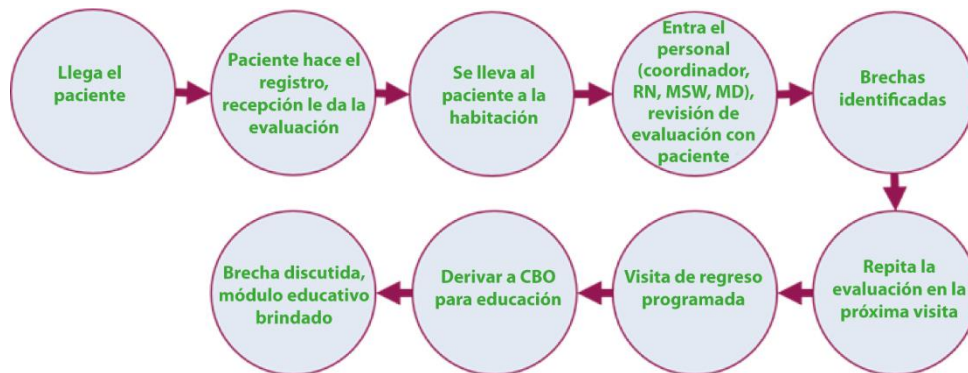 Llega el
paciente
Paciente hace el
registro,
recepción le da la
evaluación
Se lleva al
paciente a la
habitación
Entra el
personal
(coordinador,
RN, MSW, MD),
revisión de
evaluación con
paciente
Brechas
identificadas
Repita la
evaluación en la
próxima visita
Visita de regreso
programada
Derivar a CBO
para educación
Brecha discutida,
módulo educativo
brindado